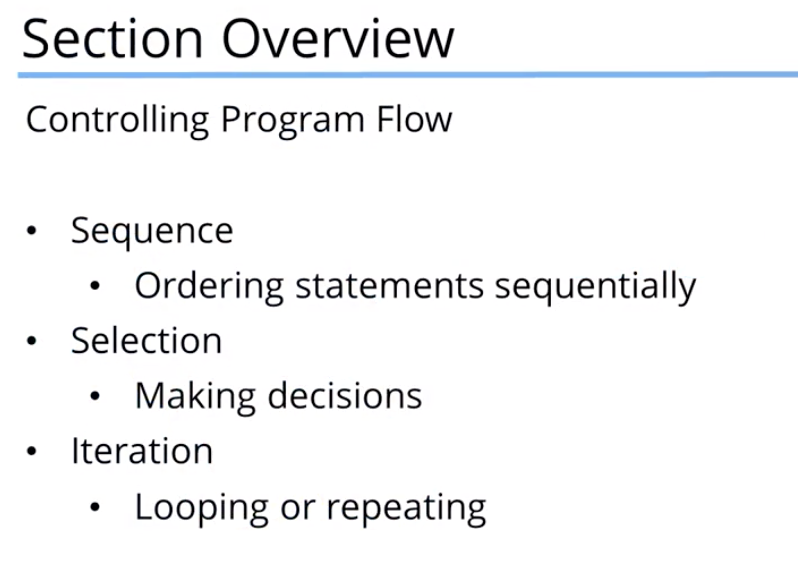 Section Overview
Controlling Program Flow
• Sequence
• Ordering statements sequentially
• Selection
• Making decisions
• Iteration
• Looping or repeating